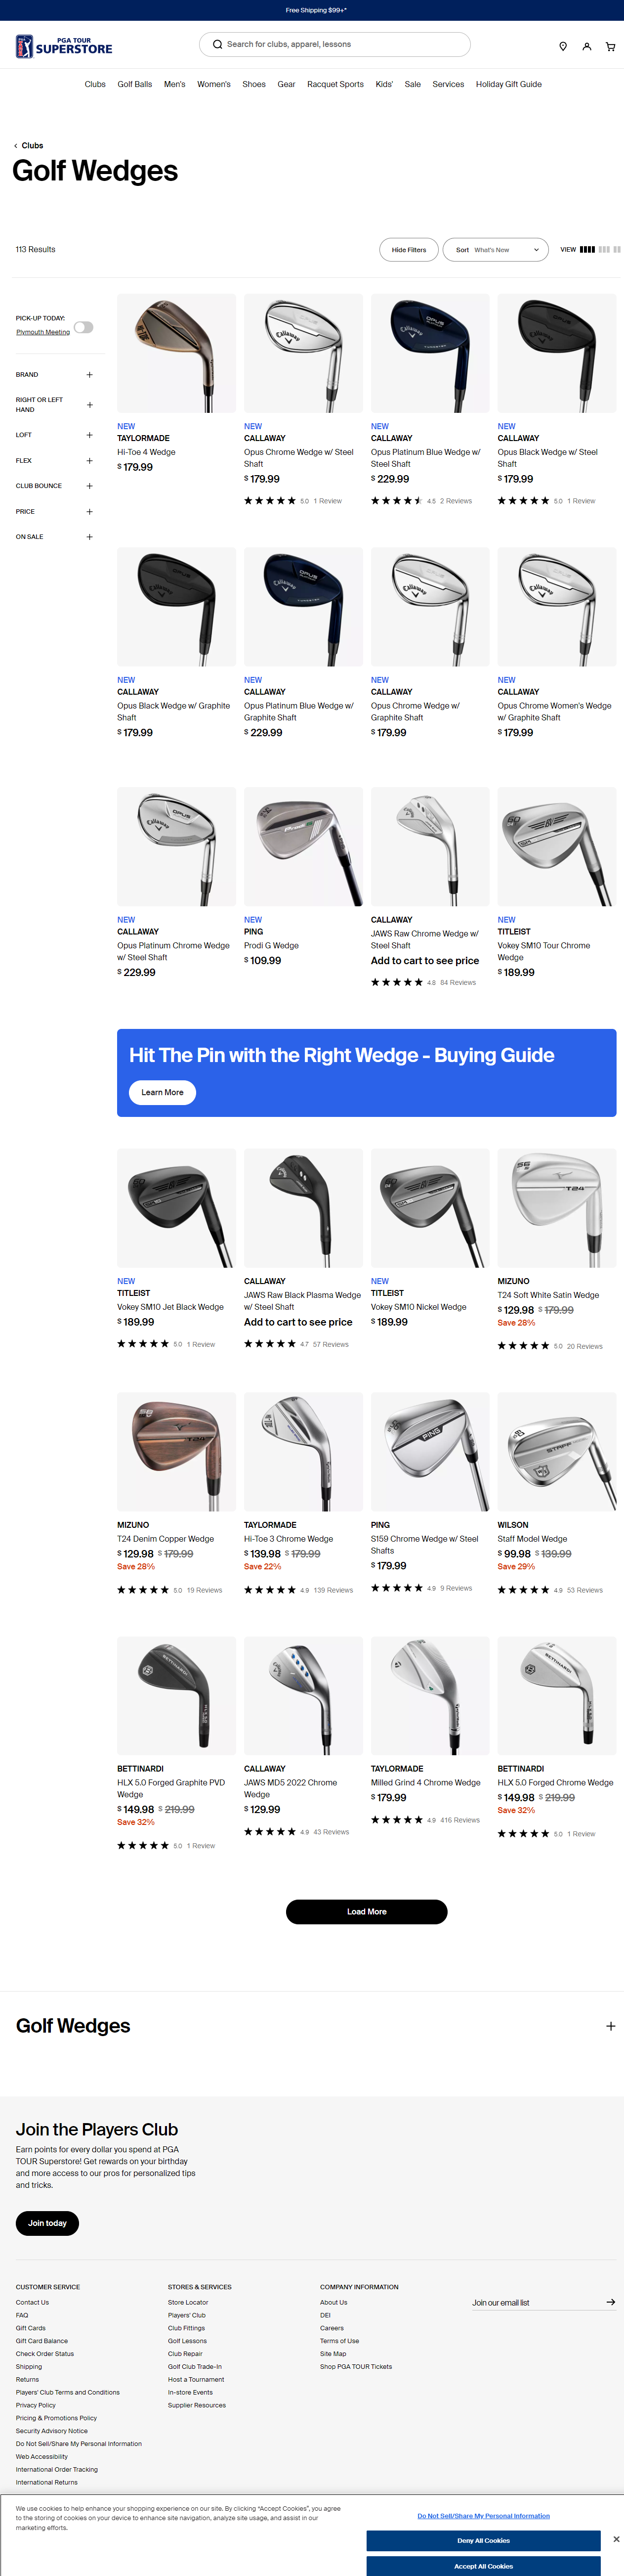 Free Shipping $99+*
PGA TOUR
SUPERSTORE
Search for clubs, apparel, lessons
Clubs
Golf Balls
Men's
Women's
Shoes
Gear
Racquet Sports
Kids'
Sale
Services
Holiday Gift Guide
Clubs
Golf Wedges
113 Results
Hide Filters
Sort What's New
VIEW
PICK-UP TODAY:
Plymouth Meeting
BRAND
RIGHT OR LEFT
HAND
LOFT
FLEX
CLUB BOUNCE
PRICE
ON SALE
NEW
TAYLORMADE
Hi-Toe 4 Wedge
$179.99
NEW
CALLAWAY
Opus Chrome Wedge w/ Steel
Shaft
$179.99
5.0 1 Review
NEW
CALLAWAY
Opus Platinum Blue Wedge w/
Steel Shaft
$229.99
4.5 2 Reviews
NEW
CALLAWAY
Opus Black Wedge w/ Steel
Shaft
$179.99
5.0 1 Review
NEW
CALLAWAY
Opus Black Wedge w/ Graphite
Shaft
$179.99
NEW
CALLAWAY
Opus Platinum Blue Wedge w/
Graphite Shaft
$229.99
NEW
CALLAWAY
Opus Chrome Wedge w/
Graphite Shaft
$179.99
NEW
CALLAWAY
Opus Chrome Women's Wedge
w/ Graphite Shaft
$179.99
NEW
CALLAWAY
Opus Platinum Chrome Wedge
w/ Steel Shaft
$229.99
NEW
PING
Prodi G Wedge
$109.99
CALLAWAY
JAWS Raw Chrome Wedge w/
Steel Shaft
Add to cart to see price
4.8 84 Reviews
NEW
TITLEIST
Vokey SM10 Tour Chrome
Wedge
$189.99
Hit The Pin with the Right Wedge - Buying Guide
Learn More
NEW
TITLEIST
Vokey SM10 Jet Black Wedge
$189.99
5.0 1 Review
CALLAWAY
JAWS Raw Black Plasma Wedge
w/ Steel Shaft
Add to cart to see price
4.7 57 Reviews
NEW
TITLEIST
Vokey SM10 Nickel Wedge
$189.99
MIZUNO
T24 Soft White Satin Wedge
$129.98 $179.99
Save 28%
5.0 20 Reviews
MIZUNO
T24 Denim Copper Wedge
$129.98 $179.99
Save 28%
5.0 19 Reviews
TAYLORMADE
Hi-Toe 3 Chrome Wedge
$139.98 $179.99
Save 22%
4.9 139 Reviews
PING
S159 Chrome Wedge w/ Steel
Shafts
$179.99
4.9 9 Reviews
WILSON
Staff Model Wedge
$99.98 $139.99
Save 29%
4.9 53 Reviews
BETTINARDI
HLX 5.0 Forged Graphite PVD
Wedge
$149.98 $219.99
Save 32%
5.0 1 Review
CALLAWAY
JAWS MD5 2022 Chrome
Wedge
$129.99
4.9 43 Reviews
TAYLORMADE
Milled Grind 4 Chrome Wedge
$179.99
4.9 416 Reviews
BETTINARDI
HLX 5.0 Forged Chrome Wedge
$149.98 $219.99
Save 32%
5.0 1 Review
Load More
Golf Wedges
Join the Players Club
Earn points for every dollar you spend at PGA
TOUR Superstore! Get rewards on your birthday
and more access to our pros for personalized tips
and tricks.
Join today
CUSTOMER SERVICE
Contact Us
FAQ
Gift Cards
Gift Card Balance
Check Order Status
Shipping
Returns
Players' Club Terms and Conditions
Privacy Policy
Pricing & Promotions Policy
Security Advisory Notice
Do Not Sell/Share My Personal Information
Web Accessibility
International Order Tracking
International Returns
STORES & SERVICES
Store Locator
Players' Club
Club Fittings
Golf Lessons
Club Repair
Golf Club Trade-In
Host a Tournament
In-store Events
Supplier Resources
COMPANY INFORMATION
About Us
DEI
Careers
Terms of Use
Site Map
Shop PGA TOUR Tickets
Join our email list
We use cookies to help enhance your shopping experience on our site. By clicking "Accept Cookies", you agree
to the storing of cookies on your device to enhance site navigation, analyze site usage, and assist in our
marketing efforts.
Do Not Sell/Share My Personal Information
Deny All Cookies
Accept All Cookies